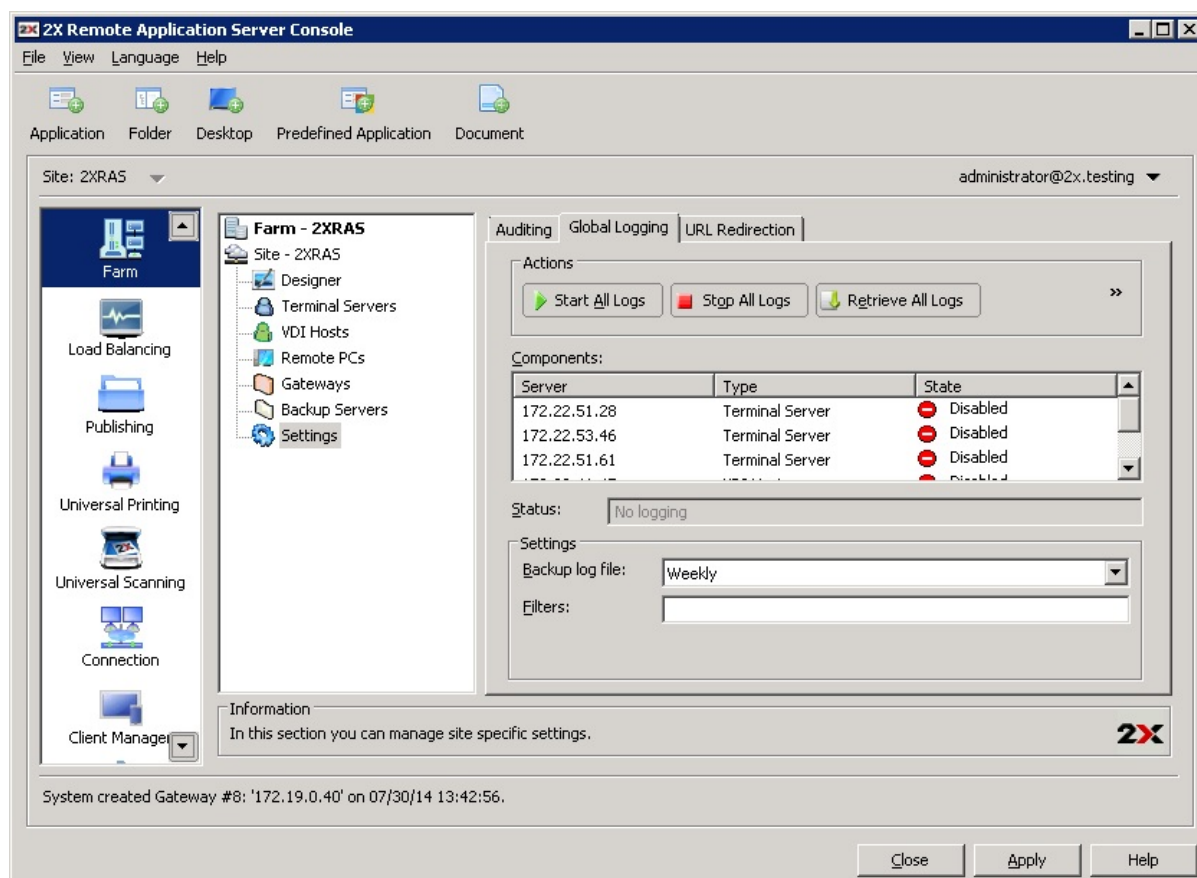 2X Remote Application Server Console
File View Language Help
Application Folder Desktop Predefined Application Document
Site: 2XRAS
administrator@2x.testing
Farm
Load Balancing
Publishing
Universal Printing
Universal Scanning
Connection
Client Manager
Farm - 2XRAS
Site - 2XRAS
Designer
Terminal Servers
VDI Hosts
Remote PCs
Gateways
Backup Servers
Settings
Auditing Global Logging URL Redirection
Actions
Start All Logs Stop All Logs Retrieve All Logs »
Components:
Server Type State
172.22.51.28 Terminal Server Disabled
172.22.53.46 Terminal Server Disabled
172.22.51.61 Terminal Server Disabled
Disabled
Status: No logging
Settings
Backup log file: Weekly
Filters:
Information
In this section you can manage site specific settings.
2X
System created Gateway #8: '172.19.0.40' on 07/30/14 13:42:56.
Close Apply Help